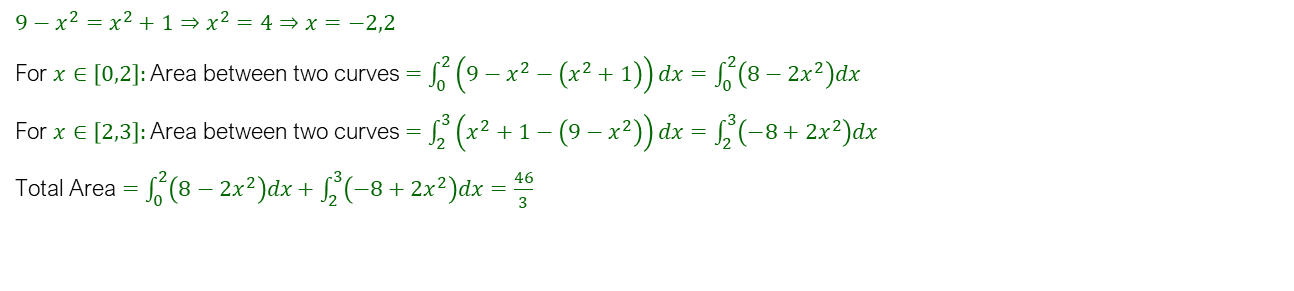 9 − x² = x² + 1 ⇒ x² = 4 ⇒ x = −2,2
For x ∈ [0,2]: Area between two curves = ∫₀² (9 − x² − (x² + 1)) dx = ∫₀² (8 − 2x²)dx
For x ∈ [2,3]: Area between two curves = ∫₂³ (x² + 1 − (9 − x²)) dx = ∫₂³ (−8 + 2x²)dx
Total Area = ∫₀² (8 − 2x²)dx + ∫₂³ (−8 + 2x²)dx = 46/3